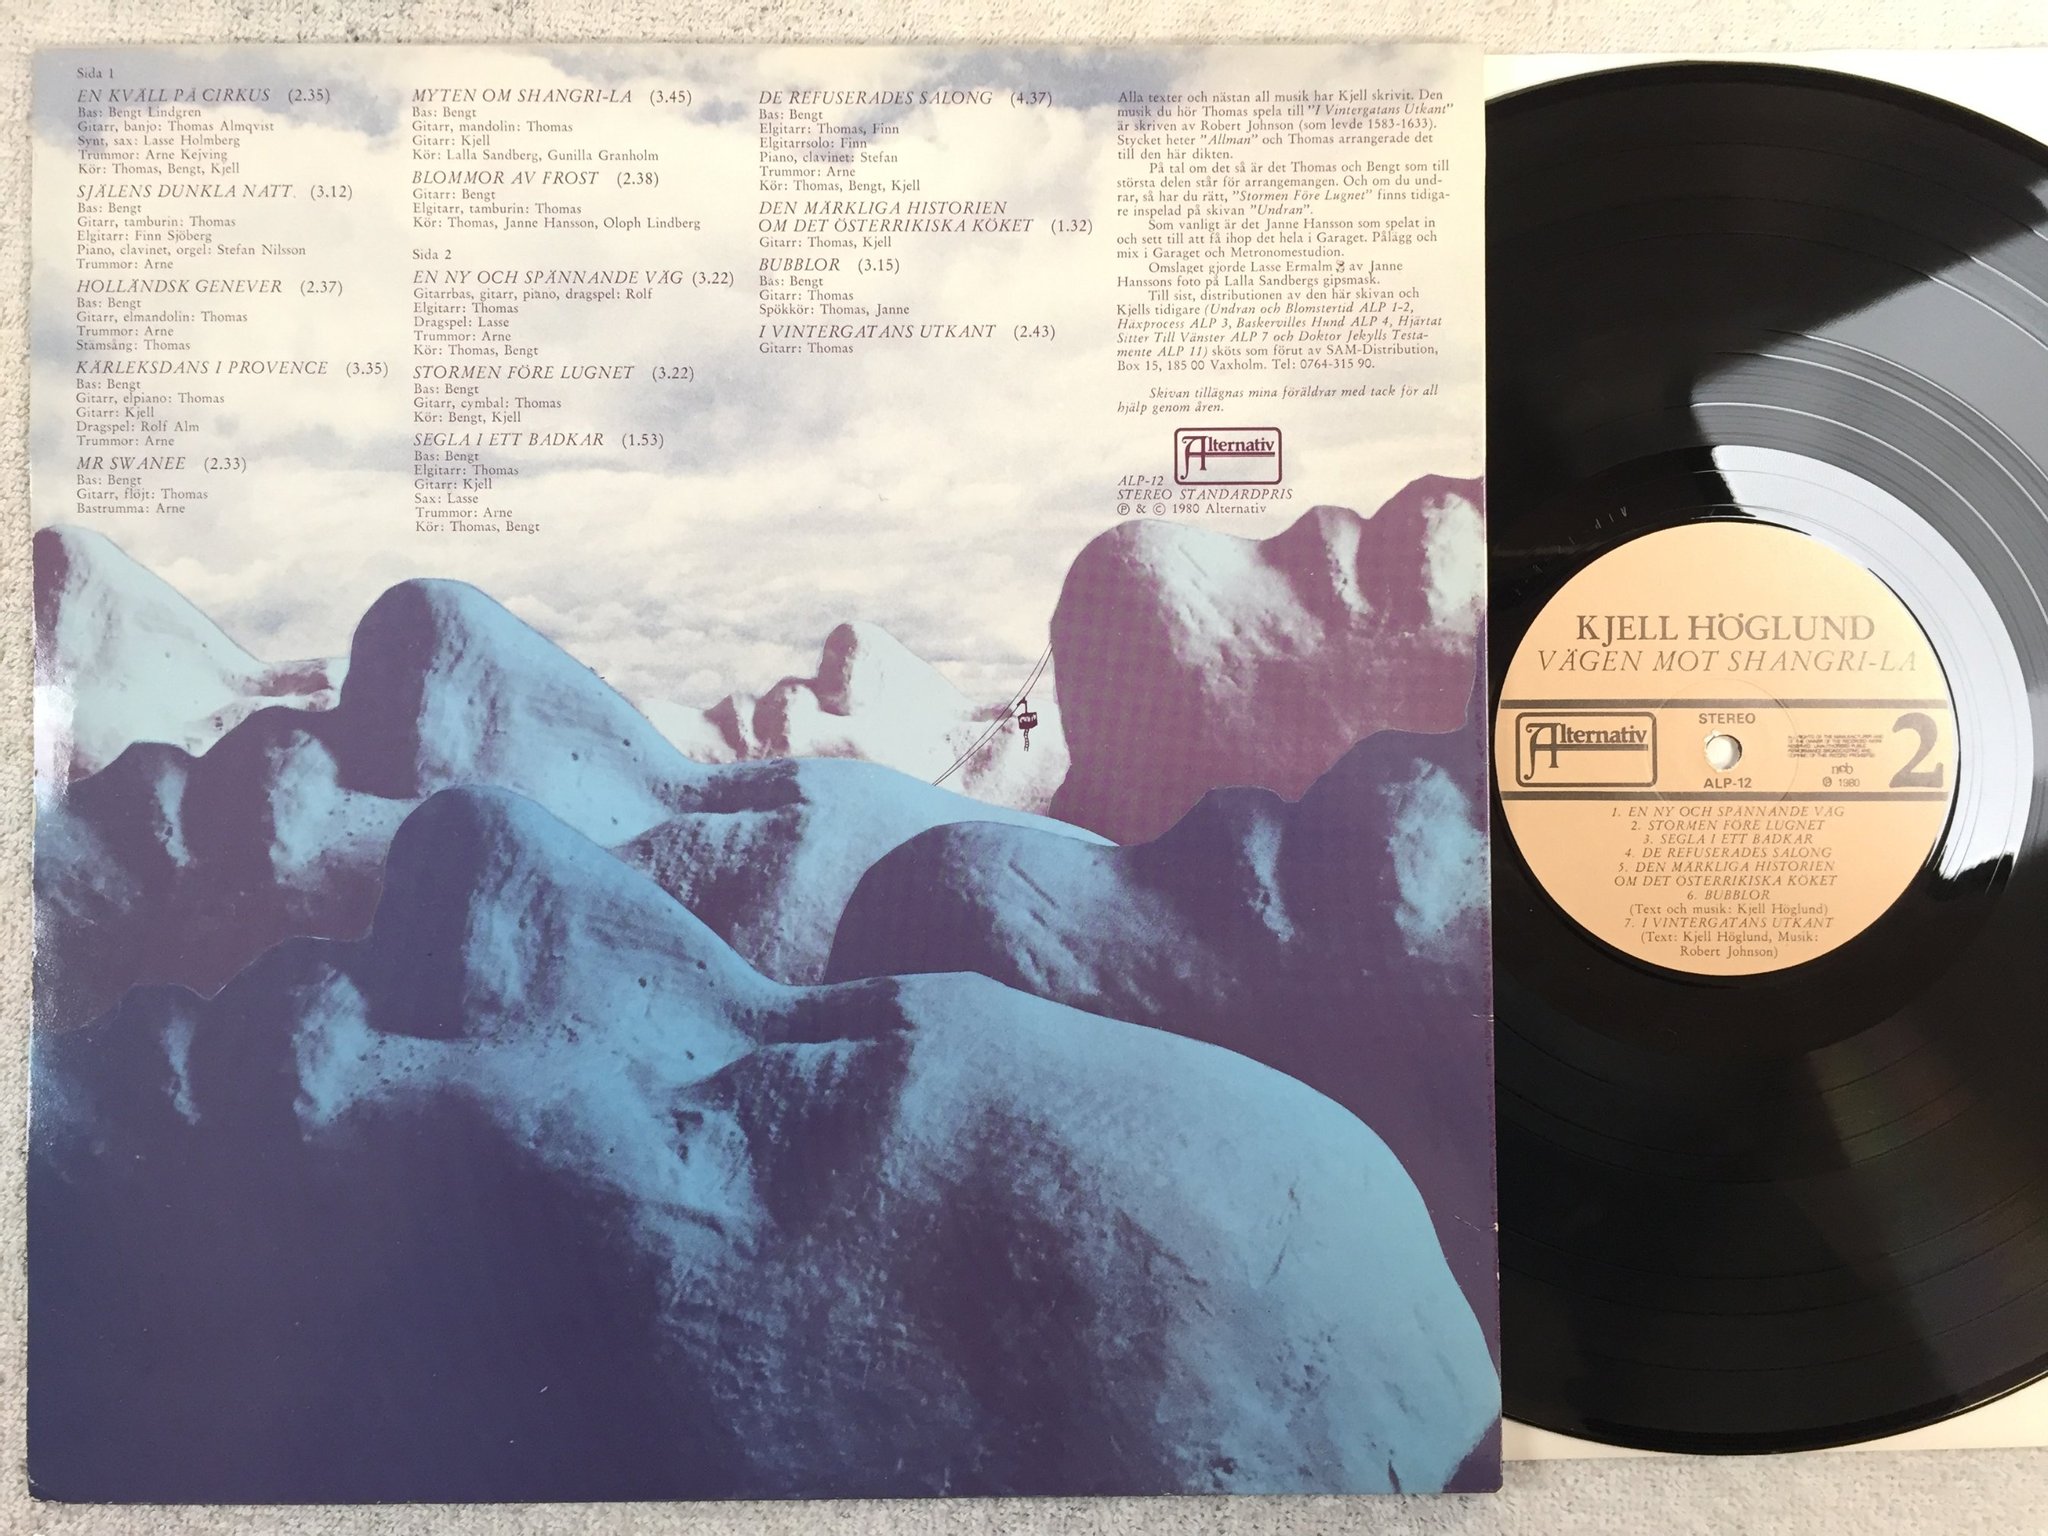 Sida 1
EN KVÄLL PÅ CIRKUS (2.35)
Bas: Bengt Lindgren
Gitarr, banjo: Thomas Almqvist
Synt, sax: Lasse Holmberg
Trummor: Arne Kejving
Kör: Thomas, Bengt, Kjell
SJÄLENS DUNKLA NATT. (3.12)
Bas: Bengt
Gitarr, tamburin: Thomas
Elgitarr: Finn Sjöberg
Piano, clavinet, orgel: Stefan Nilsson
Trummor: Arne
HOLLÄNDSK GENEVER (2.37)
Bas: Bengt
Gitarr, elmandolin: Thomas
Trummor: Arne
Stämsång: Thomas
KÄRLEKSDANS I PROVENCE (3.35)
Bas: Bengt
Gitarr, elpiano: Thomas
Gitarr: Kjell
Dragspel: Rolf Alm
Trummor: Arne
MR SWANEE (2.33)
Bas: Bengt
Gitarr, flöjt: Thomas
Bastrumma: Arne
MYTEN OM SHANGRI-LA (3.45)
Bas: Bengt
Gitarr, mandolin: Thomas
Gitarr: Kjell
Kör: Lalla Sandberg, Gunilla Granholm
BLOMMOR AV FROST (2.38)
Gitarr: Bengt
Elgitarr, tamburin: Thomas
Kör: Thomas, Janne Hansson, Oloph Lindberg
Sida 2
EN NY OCH SPÄNNANDE VÄG (3.22)
Gitarrbas, gitarr, piano, dragspel: Rolf
Elgitarr: Thomas
Dragspel: Lasse
Trummor: Arne
Kör: Thomas, Bengt
STORMEN FÖRE LUGNET (3.22)
Bas: Bengt
Gitarr, cymbal: Thomas
Kör: Bengt, Kjell
SEGLA I ETT BADKAR (1.53)
Bas: Bengt
Elgitarr: Thomas
Gitarr: Kjell
Sax: Lasse
Trummor: Arne
Kör: Thomas, Bengt
DE REFUSERADES SALONG (4.37)
Bas: Bengt
Elgitarr: Thomas, Finn
Elgitarrsolo: Finn
Piano, clavinet: Stefan
Trummor: Arne
Kör: Thomas, Bengt, Kjell
DEN MÄRKLIGA HISTORIEN
OM DET ÖSTERRIKISKA KÖKET (1.32)
Gitarr: Thomas, Kjell
BUBBLOR (3.15)
Bas: Bengt
Gitarr: Thomas
Spökkör: Thomas, Janne
I VINTERGATANS UTKANT (2.43)
Gitarr: Thomas
Alla texter och nästan all musik har Kjell skrivit. Den
musik du hör Thomas spela till "I Vintergatans Utkant"
är skriven av Robert Johnson (som levde 1583-1633).
Stycket heter "Allman" och Thomas arrangerade det
till den här dikten.
På tal om det så är det Thomas och Bengt som till
största delen står för arrangemangen. Och om du und-
rar, så har du rätt, "Stormen Före Lugnet" finns tidiga-
re inspelad på skivan "Undran".
Som vanligt är det Janne Hansson som spelat in
och sett till att få ihop det hela i Garaget. Pålägg och
mix i Garaget och Metronomestudion.
Omslaget gjorde Lasse Ermalm av Janne
Hanssons foto på Lalla Sandbergs gipsmask.
Till sist, distributionen av den här skivan och
Kjells tidigare (Undran och Blomstertid ALP 1-2,
Häxprocess ALP 3, Baskervilles Hund ALP 4, Hjärtat
Sitter Till Vänster ALP 7 och Doktor Jekylls Testa-
mente ALP 11) sköts som förut av SAM-Distribution,
Box 15, 185 00 Vaxholm. Tel: 0764-315 90.
Skivan tillägnas mina föräldrar med tack för all
hjälp genom åren.
Alternativ
ALP-12
STEREO STANDARDPRIS
Ⓟ & © 1980 Alternativ
KJELL HÖGLUND
VÄGEN MOT SHANGRI-LA
Alternativ
STEREO
ALP-12
ncb
Ⓟ 1980
2
1. EN NY OCH SPÄNNANDE VÄG
2. STORMEN FÖRE LUGNET
3. SEGLA I ETT BADKAR
4. DE REFUSERADES SALONG
5. DEN MÄRKLIGA HISTORIEN
OM DET ÖSTERRIKISKA KÖKET
6. BUBBLOR
(Text och musik: Kjell Höglund)
7. I VINTERGATANS UTKANT
(Text: Kjell Höglund, Musik:
Robert Johnson)